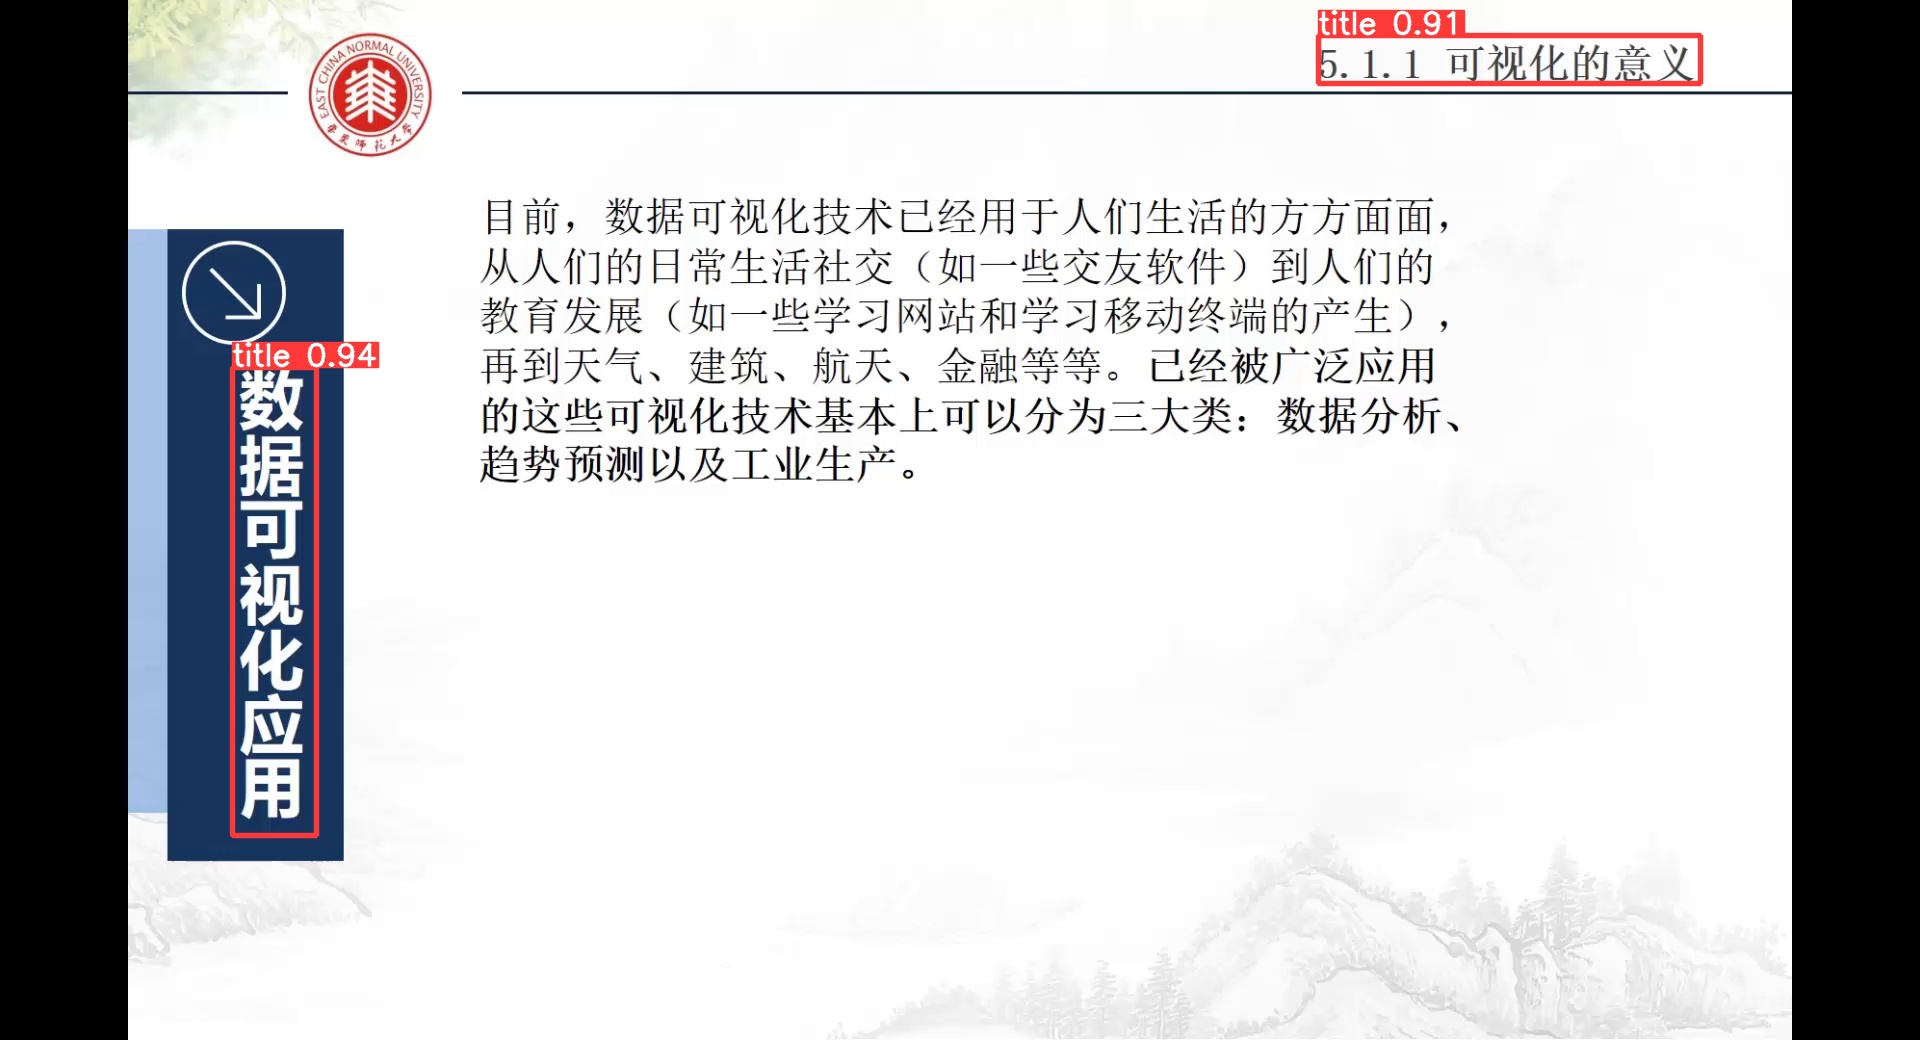 title 0.91
5.1.1 可视化的意义
EAST CHINA NORMAL UNIVERSITY
华东师范大学
目前，数据可视化技术已经用于人们生活的方方面面，
从人们的日常生活社交（如一些交友软件）到人们的
教育发展（如一些学习网站和学习移动终端的产生），
再到天气、建筑、航天、金融等等。已经被广泛应用
的这些可视化技术基本上可以分为三大类：数据分析、
趋势预测以及工业生产。
title 0.94
数据可视化应用